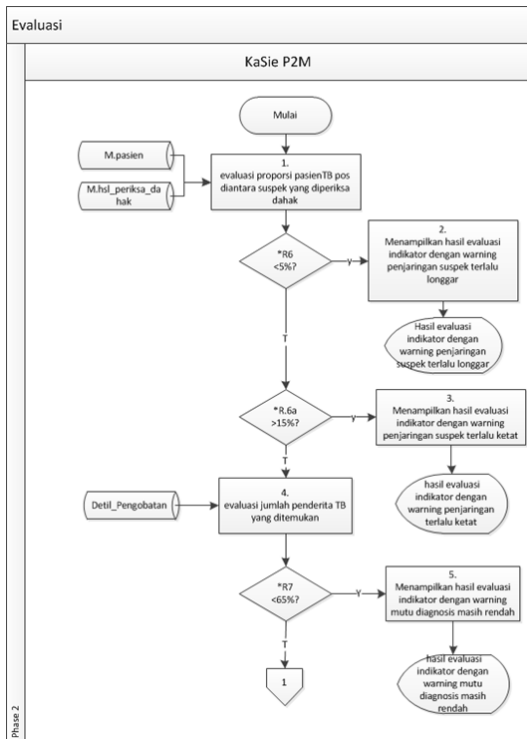 Evaluasi
KaSie P2M
Mulai
M.pasien
M.hsl_periksa_da
hak
1.
evaluasi proporsi pasienTB pos
diantara suspek yang diperiksa
dahak
*R6
<5%?
y
2.
Menampilkan hasil evaluasi
indikator dengan warning
penjaringan suspek terlalu
longgar
Hasil evaluasi
indikator dengan
warning penjaringan
suspek terlalu longgar
T
*R.6a
>15%?
y
3.
Menampilkan hasil evaluasi
indikator dengan warning
penjaringan suspek terlalu ketat
hasil evaluasi
indikator dengan
warning penjaringan
terlalu ketat
T
Detil_Pengobatan
4.
evaluasi jumlah penderita TB
yang ditemukan
*R7
<65%?
Y
5.
Menampilkan hasil evaluasi
indikator dengan warning
mutu diagnosis masih rendah
hasil evaluasi
indikator dengan
warning mutu
diagnosis masih
rendah
T
1
Phase 2